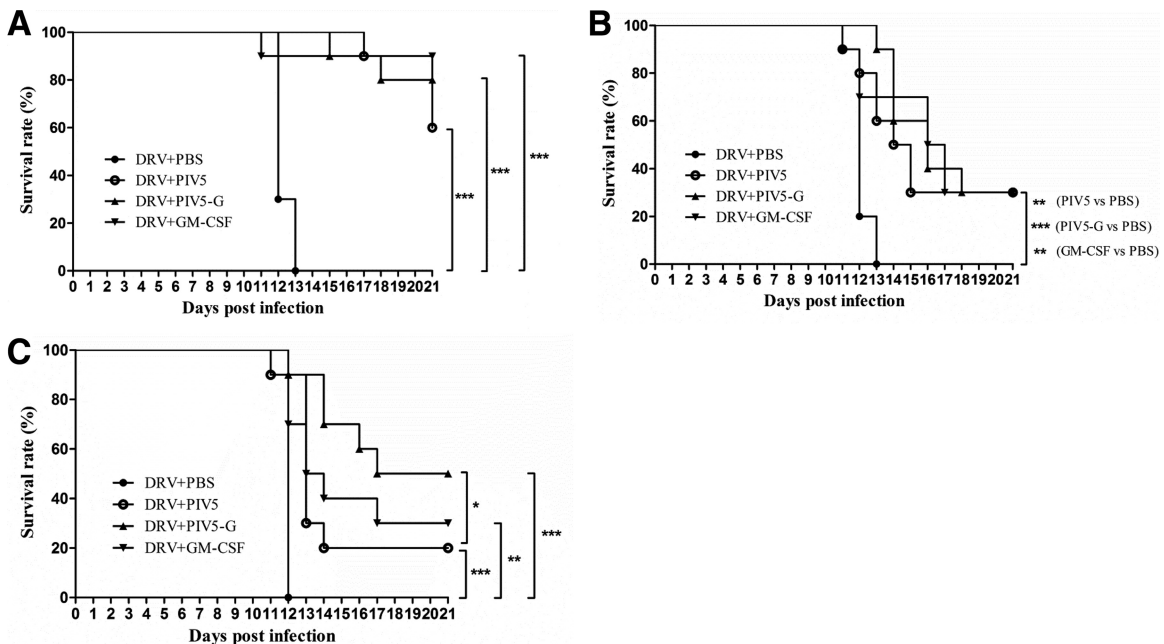 A
Survival rate (%)
100
80
60
40
20
0
DRV+PBS
DRV+PIV5
DRV+PIV5-G
DRV+GM-CSF
***
***
***
0 1 2 3 4 5 6 7 8 9 10 11 12 13 14 15 16 17 18 19 20 21
Days post infection
B
Survival rate (%)
100
80
60
40
20
0
DRV+PBS
DRV+PIV5
DRV+PIV5-G
DRV+GM-CSF
** (PIV5 vs PBS)
*** (PIV5-G vs PBS)
** (GM-CSF vs PBS)
0 1 2 3 4 5 6 7 8 9 10 11 12 13 14 15 16 17 18 19 20 21
Days post infection
C
Survival rate (%)
100
80
60
40
20
0
DRV+PBS
DRV+PIV5
DRV+PIV5-G
DRV+GM-CSF
*
***
**
***
0 1 2 3 4 5 6 7 8 9 10 11 12 13 14 15 16 17 18 19 20 21
Days post infection